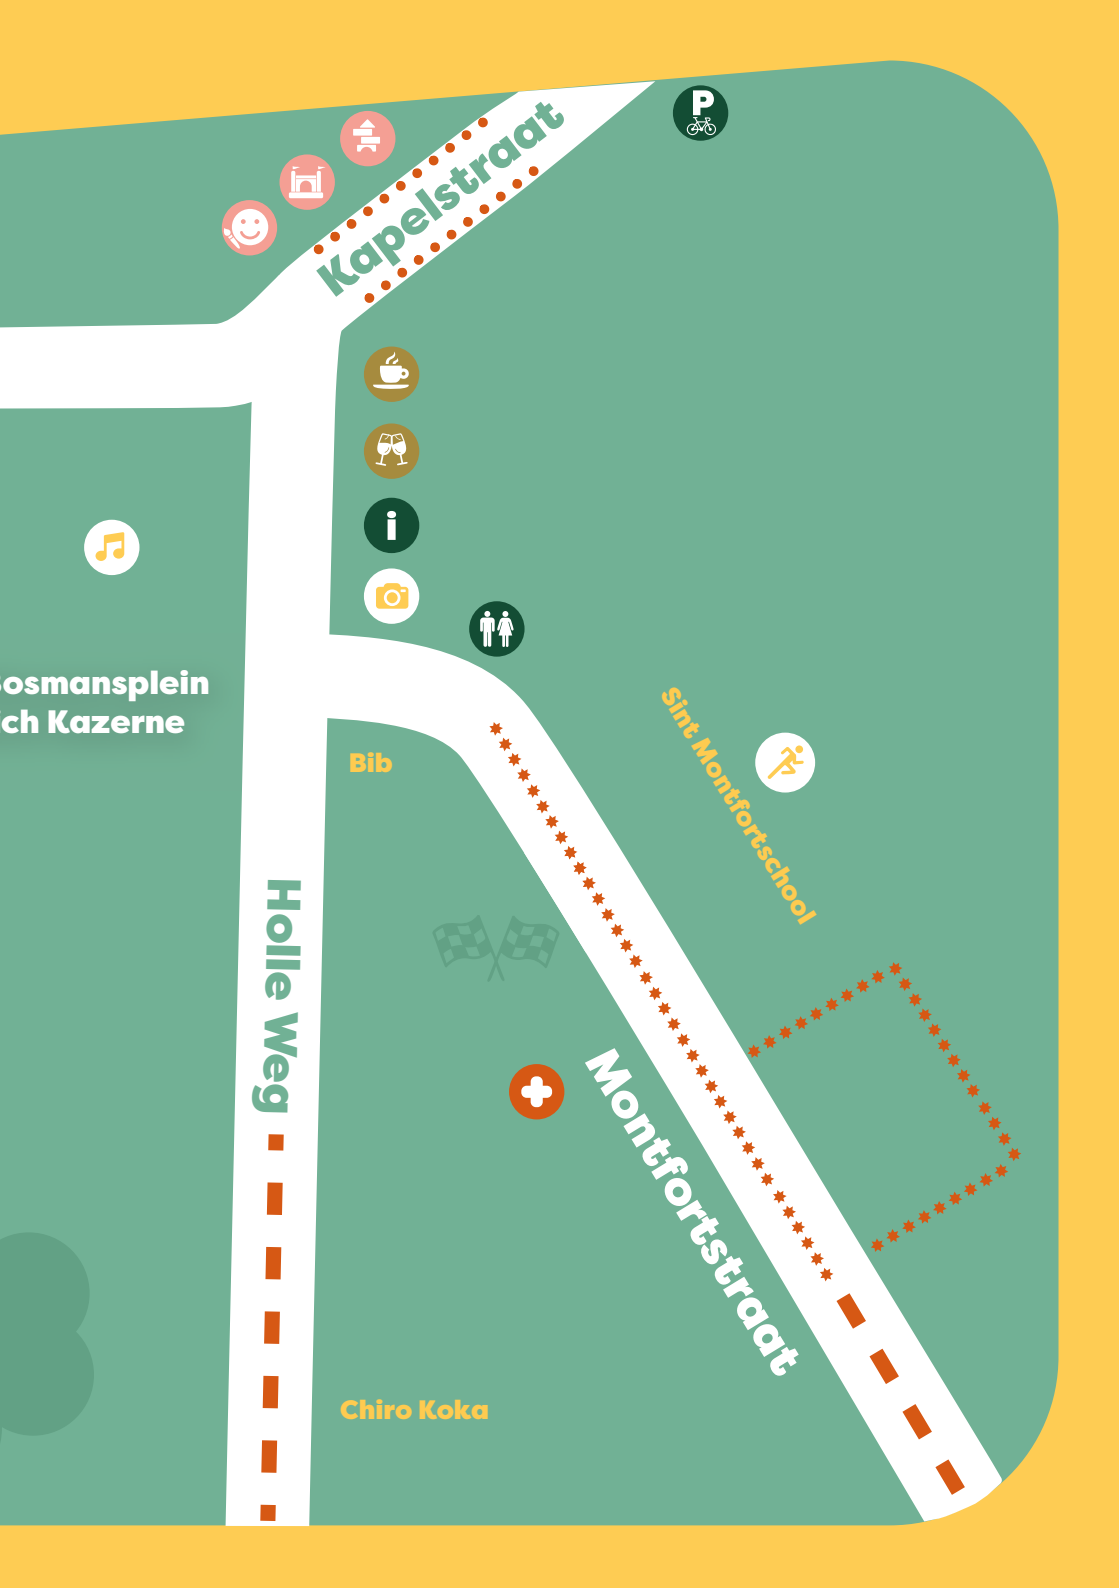 P
Kapelstraat
i
osmansplein
ch Kazerne
Sint Montfortschool
Bib
Holle Weg
Montfortstraat
Chiro Koka